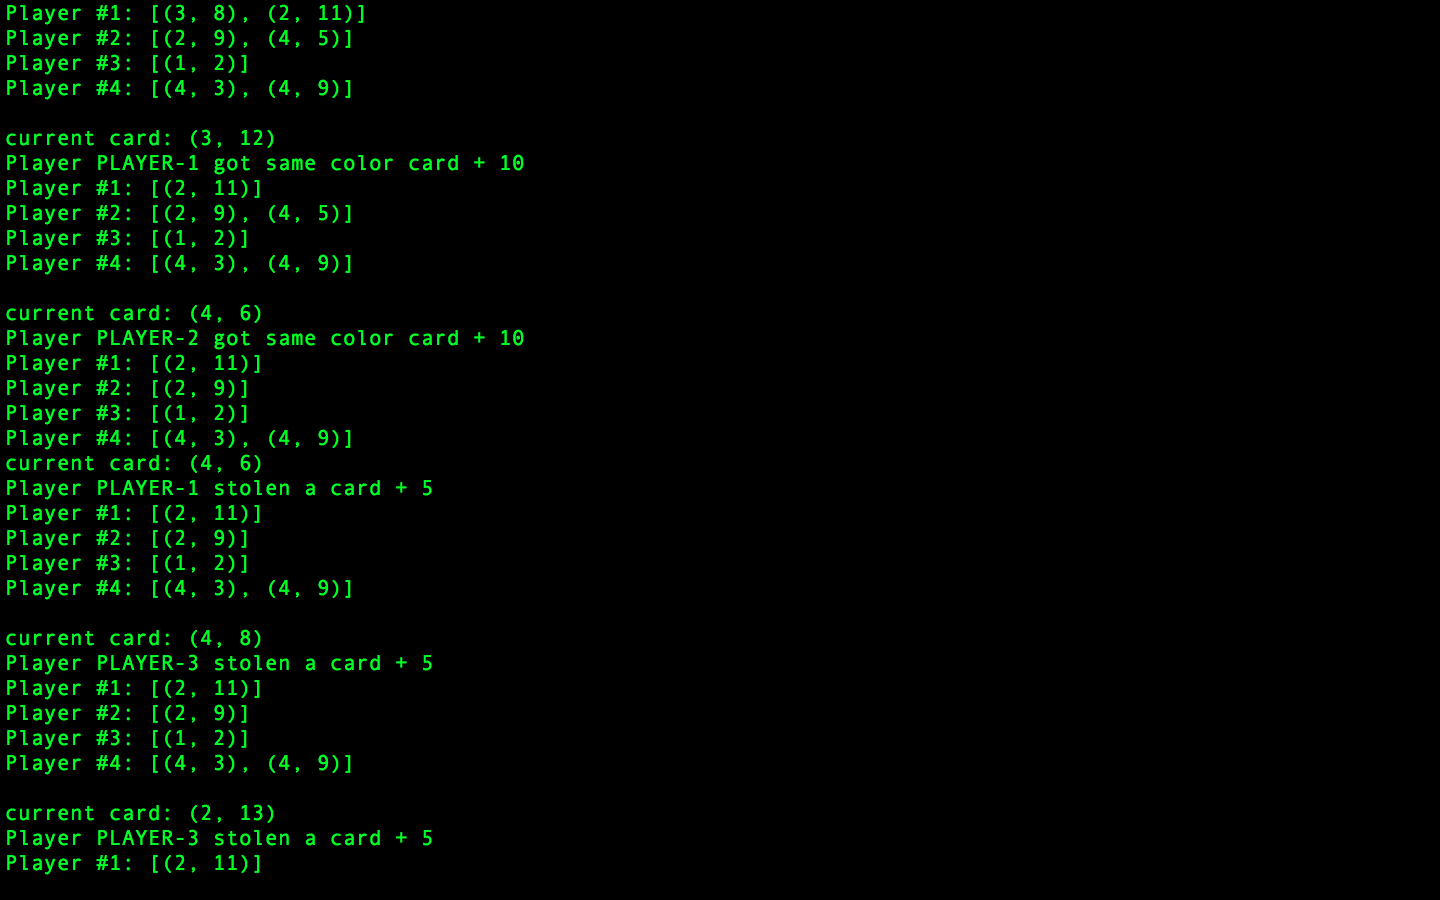 Player #1: [(3, 8), (2, 11)]
Player #2: [(2, 9), (4, 5)]
Player #3: [(1, 2)]
Player #4: [(4, 3), (4, 9)]
current card: (3, 12)
Player PLAYER-1 got same color card + 10
Player #1: [(2, 11)]
Player #2: [(2, 9), (4, 5)]
Player #3: [(1, 2)]
Player #4: [(4, 3), (4, 9)]
current card: (4, 6)
Player PLAYER-2 got same color card + 10
Player #1: [(2, 11)]
Player #2: [(2, 9)]
Player #3: [(1, 2)]
Player #4: [(4, 3), (4, 9)]
current card: (4, 6)
Player PLAYER-1 stolen a card + 5
Player #1: [(2, 11)]
Player #2: [(2, 9)]
Player #3: [(1, 2)]
Player #4: [(4, 3), (4, 9)]
current card: (4, 8)
Player PLAYER-3 stolen a card + 5
Player #1: [(2, 11)]
Player #2: [(2, 9)]
Player #3: [(1, 2)]
Player #4: [(4, 3), (4, 9)]
current card: (2, 13)
Player PLAYER-3 stolen a card + 5
Player #1: [(2, 11)]